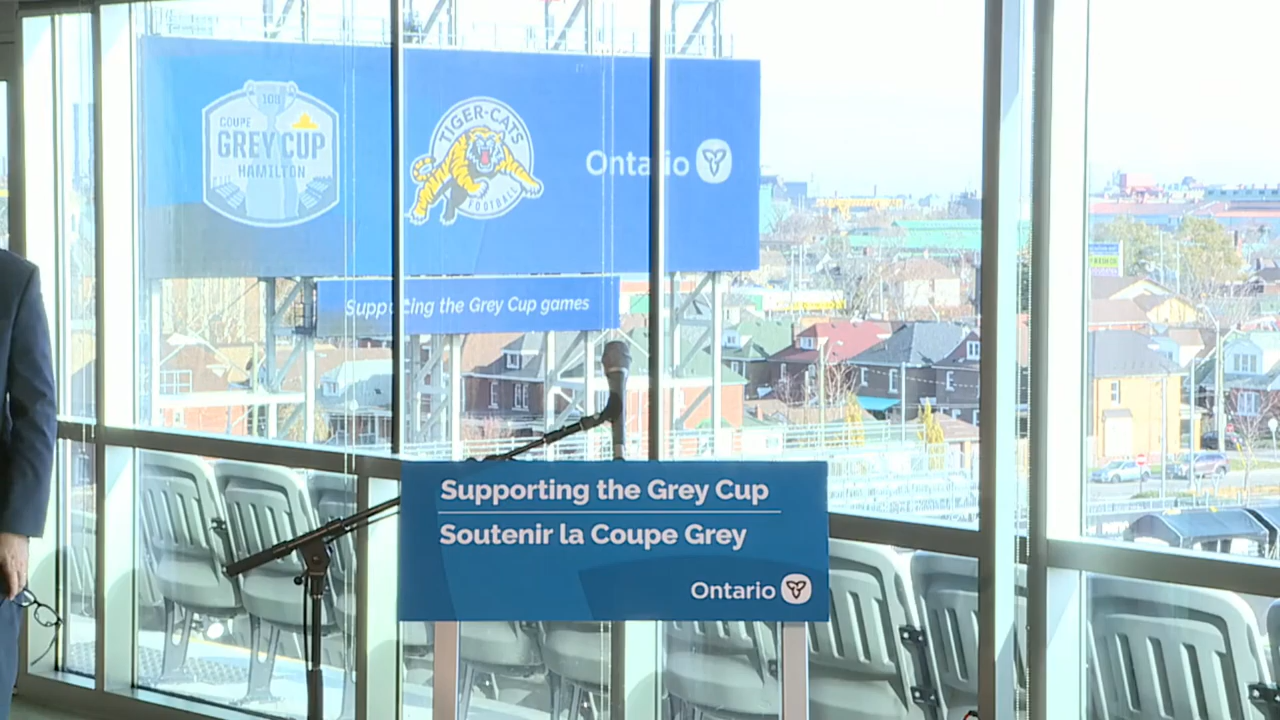 108
COUPE
GREY CUP
HAMILTON
TIGER-CATS
FOOTBALL
Ontario
Supporting the Grey Cup games
Supporting the Grey Cup
Soutenir la Coupe Grey
Ontario